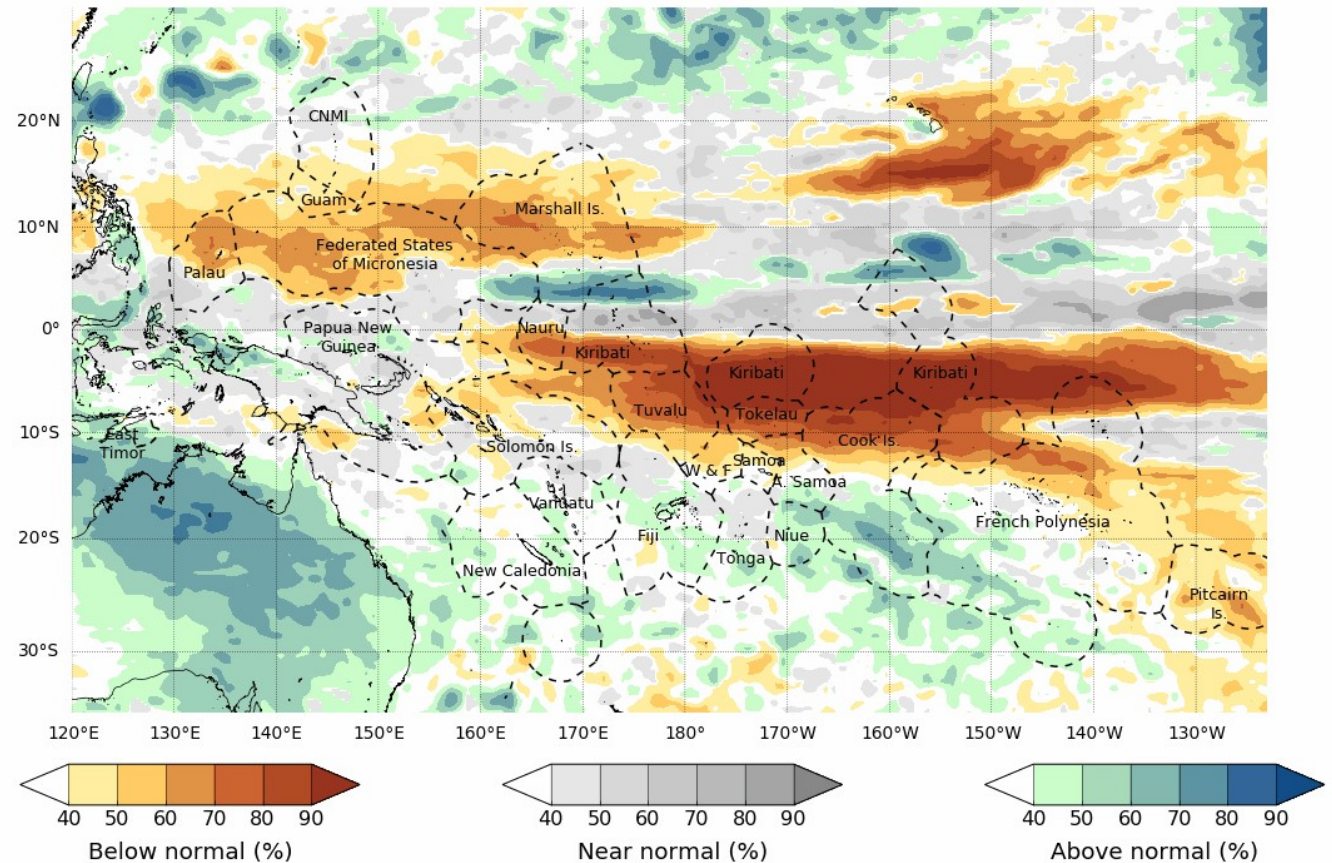 20°N
10°N
0°
10°S
20°S
30°S
CNMI
Guam
Marshall Is.
Federated States
of Micronesia
Palau
Papua New
Guinea
Nauru
Kiribati
Kiribati
Kiribati
Tuvalu
Tokelau
East
Timor
Solomon Is.
Cook Is.
W & F
Samoa
A. Samoa
Vanuatu
Fiji
Niue
French Polynesia
Tonga
New Caledonia
Pitcairn
Is.
120°E 130°E 140°E 150°E 160°E 170°E 180° 170°W 160°W 150°W 140°W 130°W
40 50 60 70 80 90
Below normal (%)
40 50 60 70 80 90
Near normal (%)
40 50 60 70 80 90
Above normal (%)